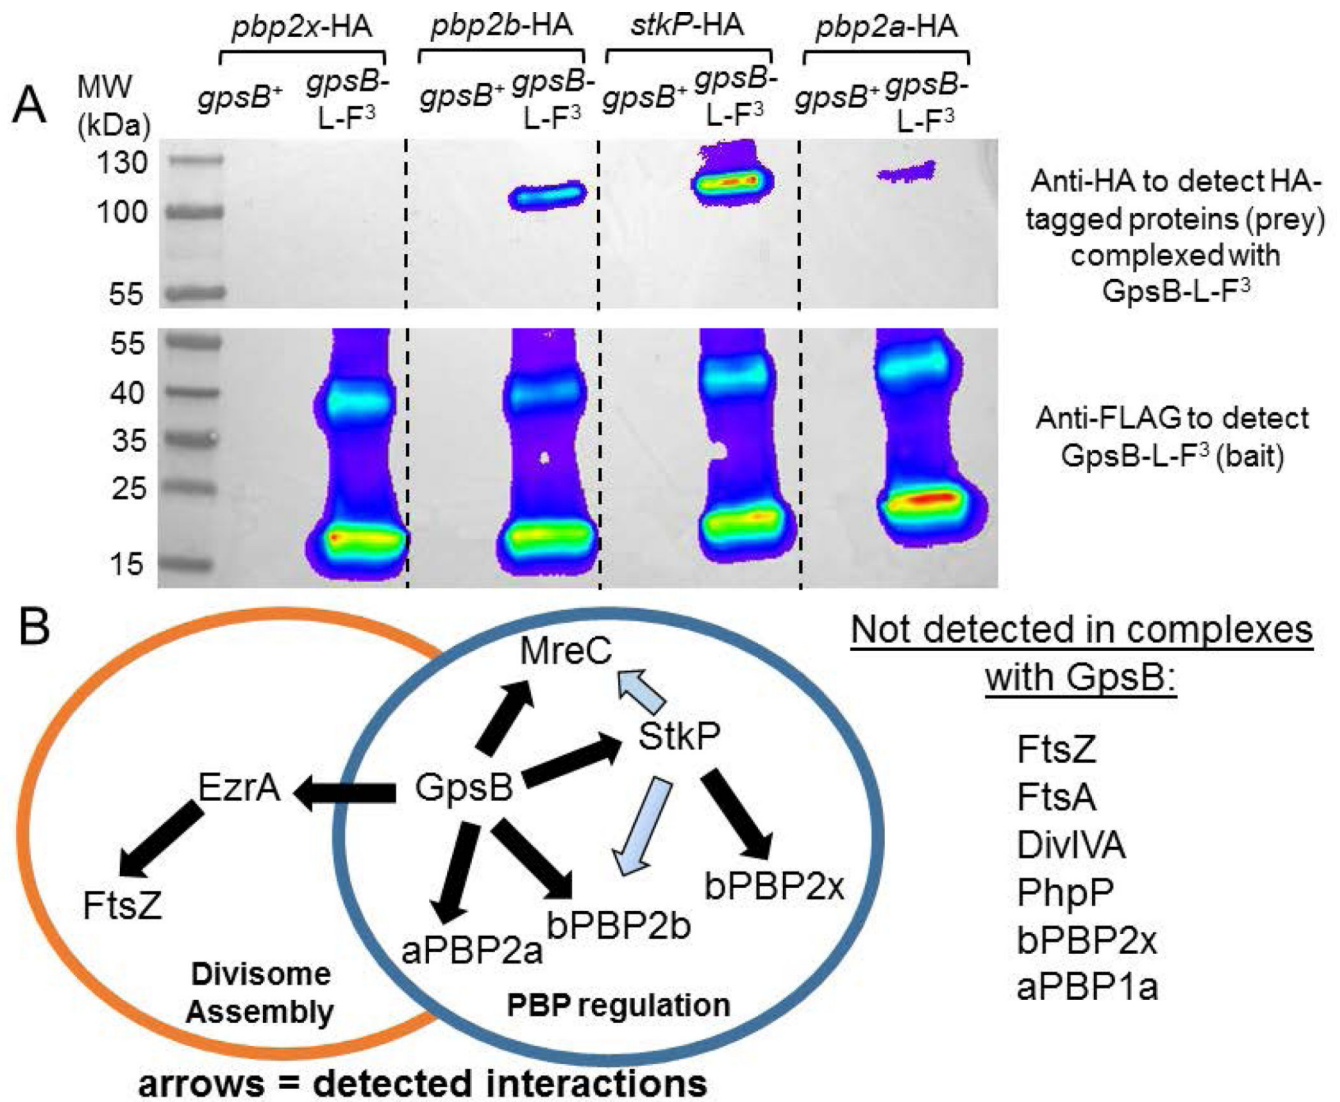 pbp2x-HA pbp2b-HA stkP-HA pbp2a-HA
A
MW
(kDa)
gpsB+ gpsB-
L-F3
gpsB+ gpsB-
L-F3
gpsB+ gpsB-
L-F3
gpsB+ gpsB-
L-F3
130
100
55
Anti-HA to detect HA-
tagged proteins (prey)
complexed with
GpsB-L-F3
55
40
35
25
15
Anti-FLAG to detect
GpsB-L-F3 (bait)
B
MreC
StkP
EzrA
GpsB
FtsZ
bPBP2x
bPBP2b
aPBP2a
Divisome
Assembly
PBP regulation
arrows = detected interactions
Not detected in complexes
with GpsB:
FtsZ
FtsA
DivIVA
PhpP
bPBP2x
aPBP1a